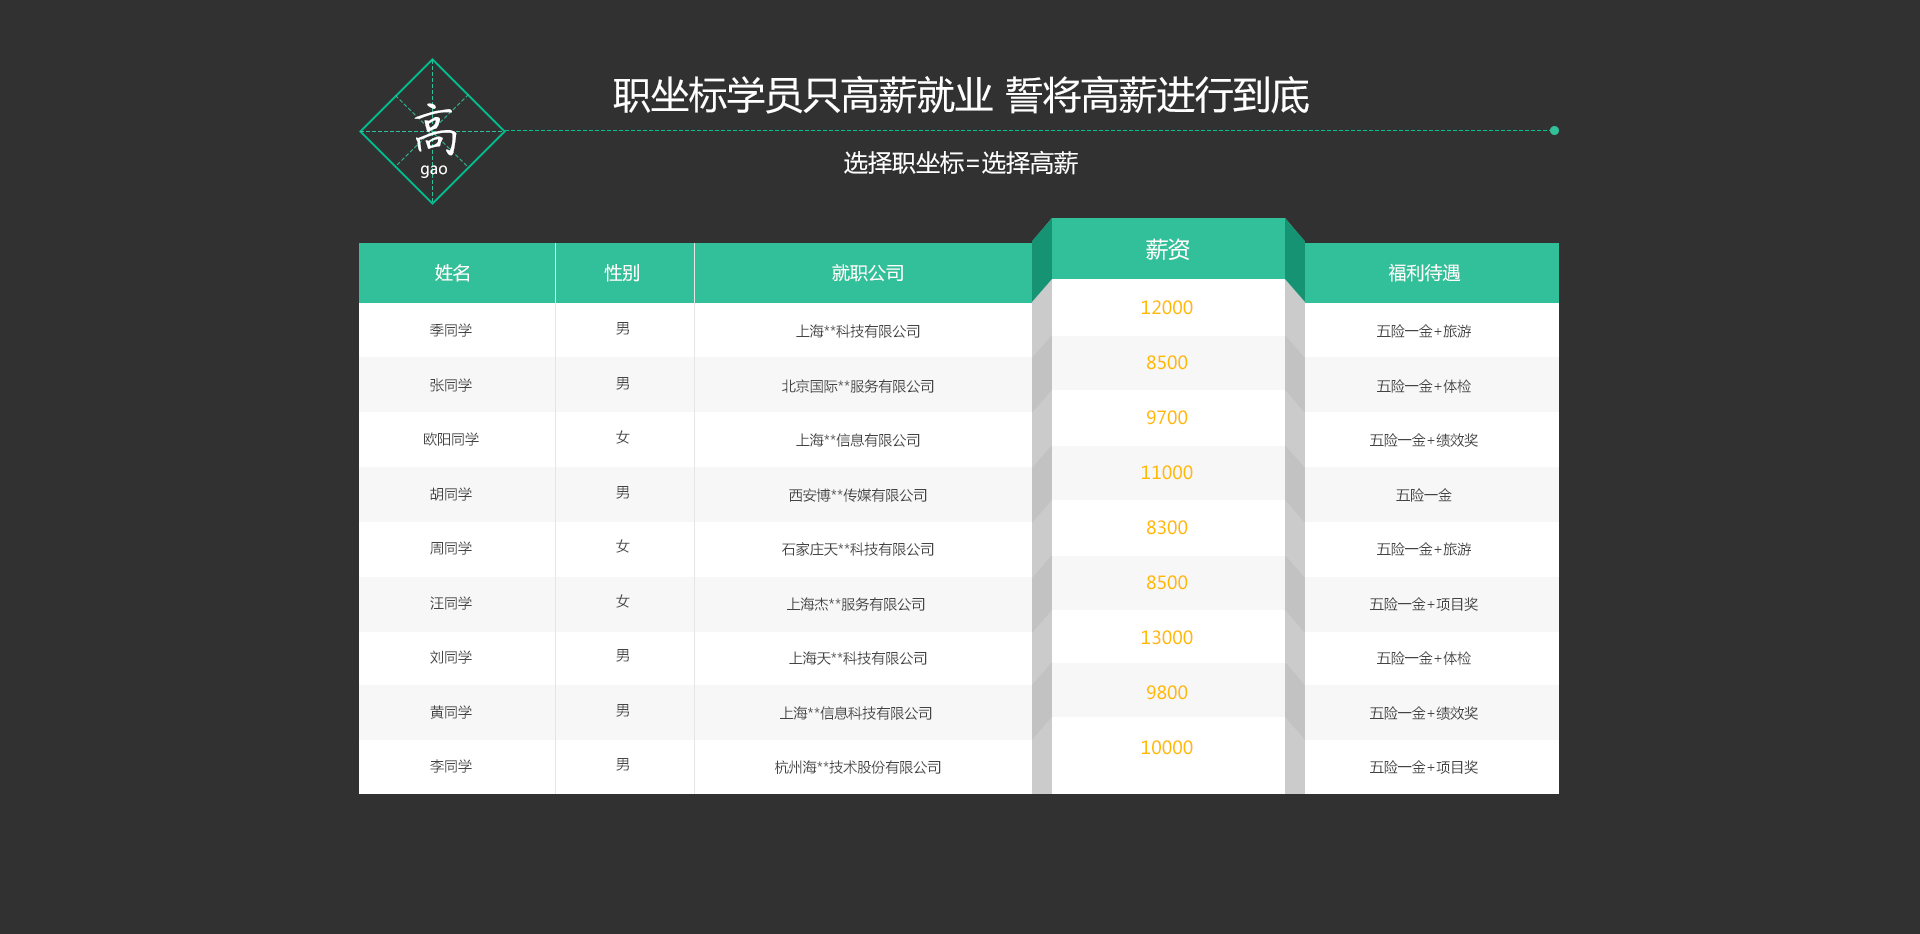 职坐标学员只高薪就业 誓将高薪进行到底
高
gao
选择职坐标=选择高薪
姓名 性别 就职公司 薪资 福利待遇
季同学 男 上海**科技有限公司 12000 五险一金+旅游
张同学 男 北京国际**服务有限公司 8500 五险一金+体检
欧阳同学 女 上海**信息有限公司 9700 五险一金+绩效奖
胡同学 男 西安博**传媒有限公司 11000 五险一金
周同学 女 石家庄天**科技有限公司 8300 五险一金+旅游
汪同学 女 上海杰**服务有限公司 8500 五险一金+项目奖
刘同学 男 上海天**科技有限公司 13000 五险一金+体检
黄同学 男 上海**信息科技有限公司 9800 五险一金+绩效奖
李同学 男 杭州海**技术股份有限公司 10000 五险一金+项目奖